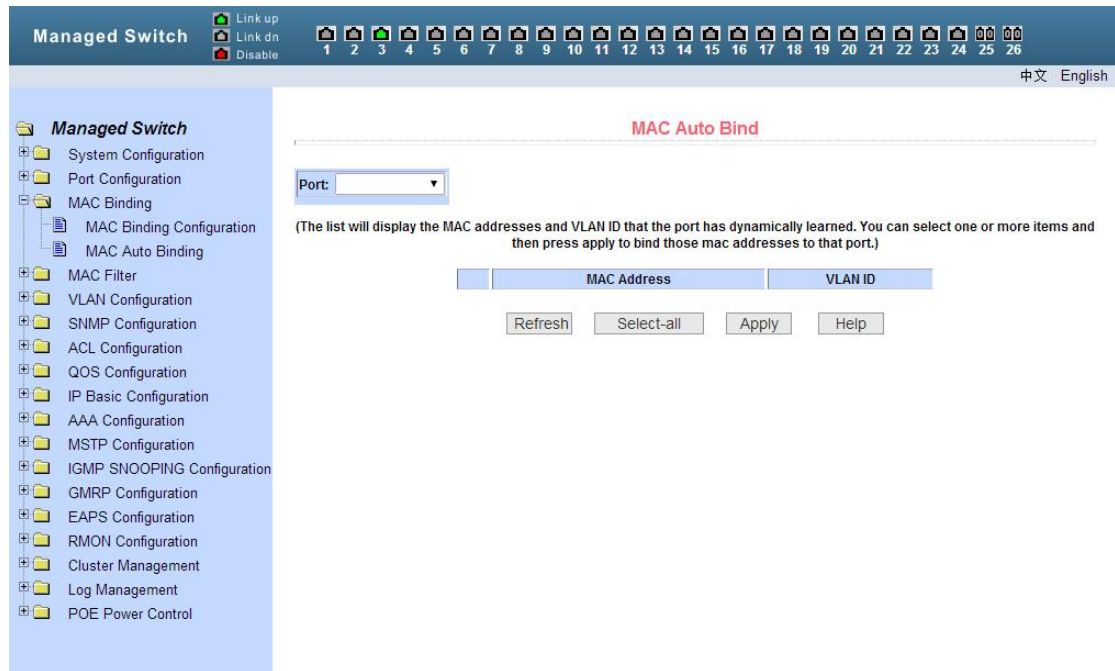 Managed Switch
Link up
Link dn
Disable
1 2 3 4 5 6 7 8 9 10 11 12 13 14 15 16 17 18 19 20 21 22 23 24 25 26
中文 English
Managed Switch
System Configuration
Port Configuration
MAC Binding
MAC Binding Configuration
MAC Auto Binding
MAC Filter
VLAN Configuration
SNMP Configuration
ACL Configuration
QOS Configuration
IP Basic Configuration
AAA Configuration
MSTP Configuration
IGMP SNOOPING Configuration
GMRP Configuration
EAPS Configuration
RMON Configuration
Cluster Management
Log Management
POE Power Control
MAC Auto Bind
Port:
(The list will display the MAC addresses and VLAN ID that the port has dynamically learned. You can select one or more items and
then press apply to bind those mac addresses to that port.)
MAC Address VLAN ID
Refresh Select-all Apply Help